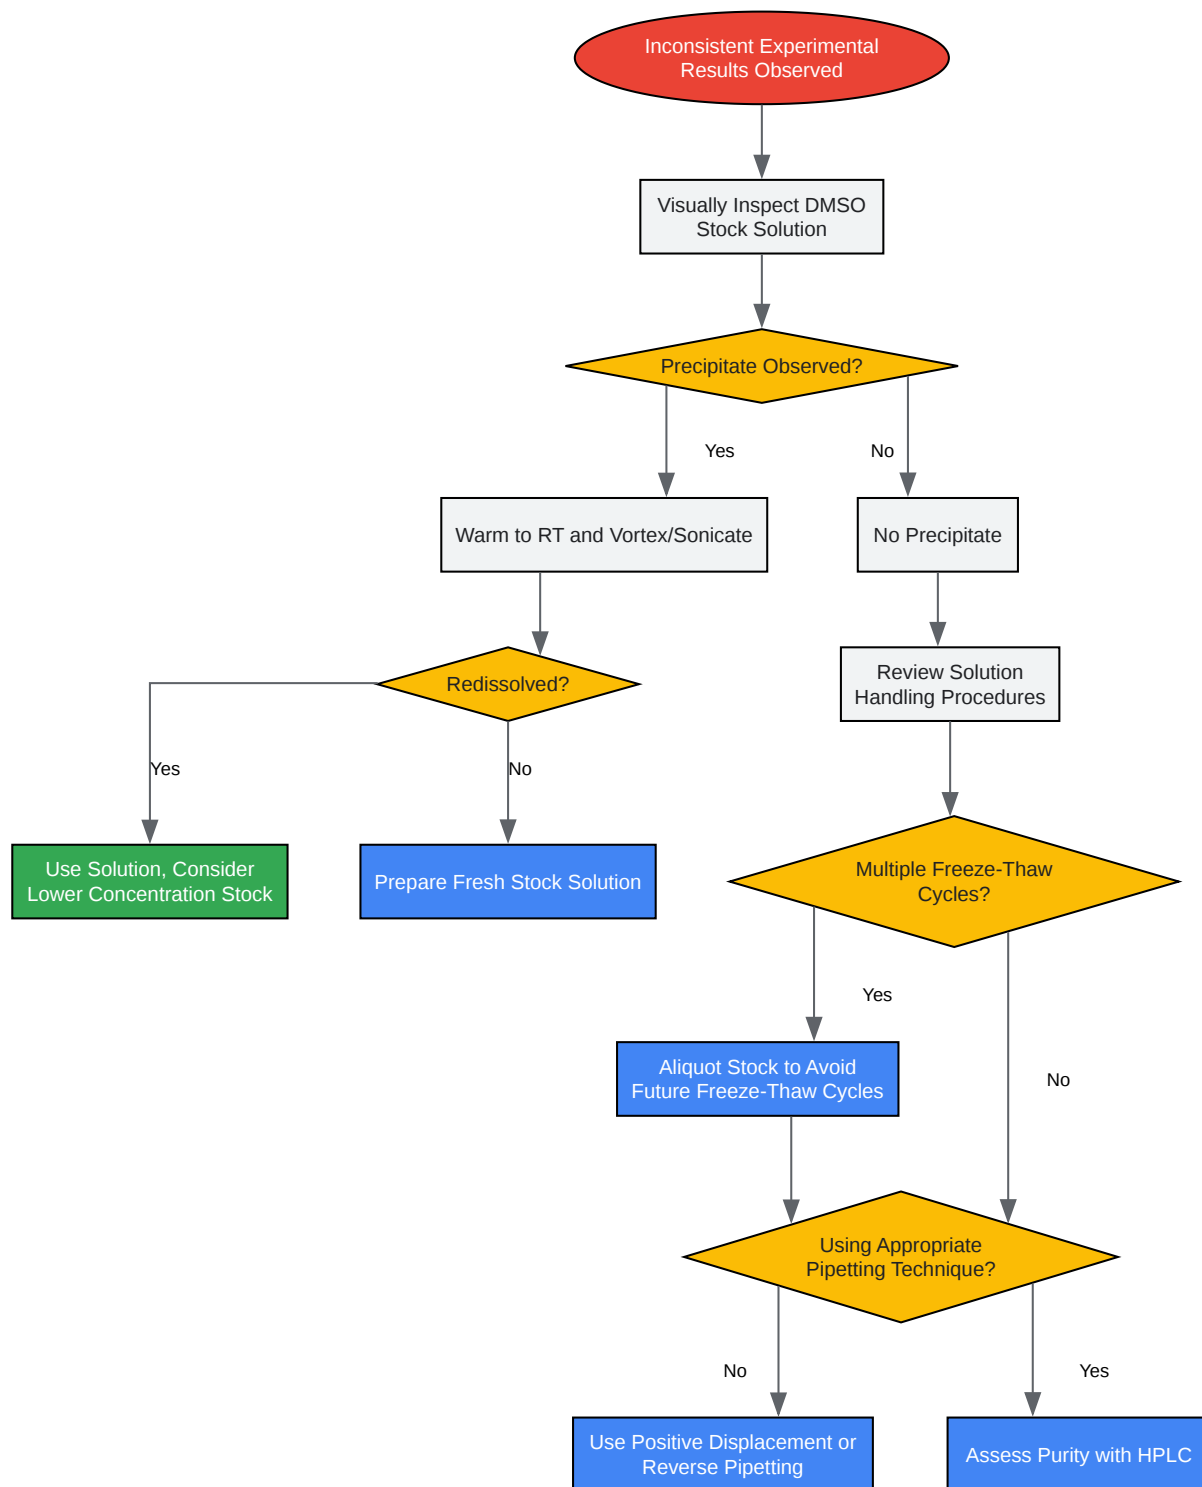 Inconsistent Experimental
Results Observed
Visually Inspect DMSO
Stock Solution
Precipitate Observed?
Yes
No
Warm to RT and Vortex/Sonicate
No Precipitate
Redissolved?
Review Solution
Handling Procedures
Yes
No
Use Solution, Consider
Lower Concentration Stock
Prepare Fresh Stock Solution
Multiple Freeze-Thaw
Cycles?
Yes
Aliquot Stock to Avoid
Future Freeze-Thaw Cycles
No
Using Appropriate
Pipetting Technique?
No
Yes
Use Positive Displacement or
Reverse Pipetting
Assess Purity with HPLC